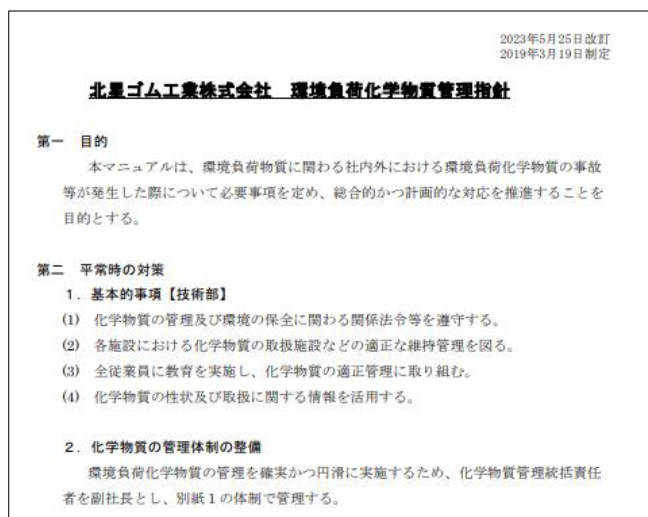 2023年5月25日改訂
2019年3月19日制定
北星ゴム工業株式会社　環境負荷化学物質管理指針
第一　目的
本マニュアルは、環境負荷物質に関わる社内外における環境負荷化学物質の事故
等が発生した際について必要事項を定め、総合的かつ計画的な対応を推進することを
目的とする。
第二　平常時の対策
１．基本的事項【技術部】
(1)　化学物質の管理及び環境の保全に関わる関係法令等を遵守する。
(2)　各施設における化学物質の取扱施設などの適正な維持管理を図る。
(3)　全従業員に教育を実施し、化学物質の適正管理に取り組む。
(4)　化学物質の性状及び取扱に関する情報を活用する。
２．化学物質の管理体制の整備
環境負荷化学物質の管理を確実かつ円滑に実施するため、化学物質管理統括責任
者を副社長とし、別紙１の体制で管理する。